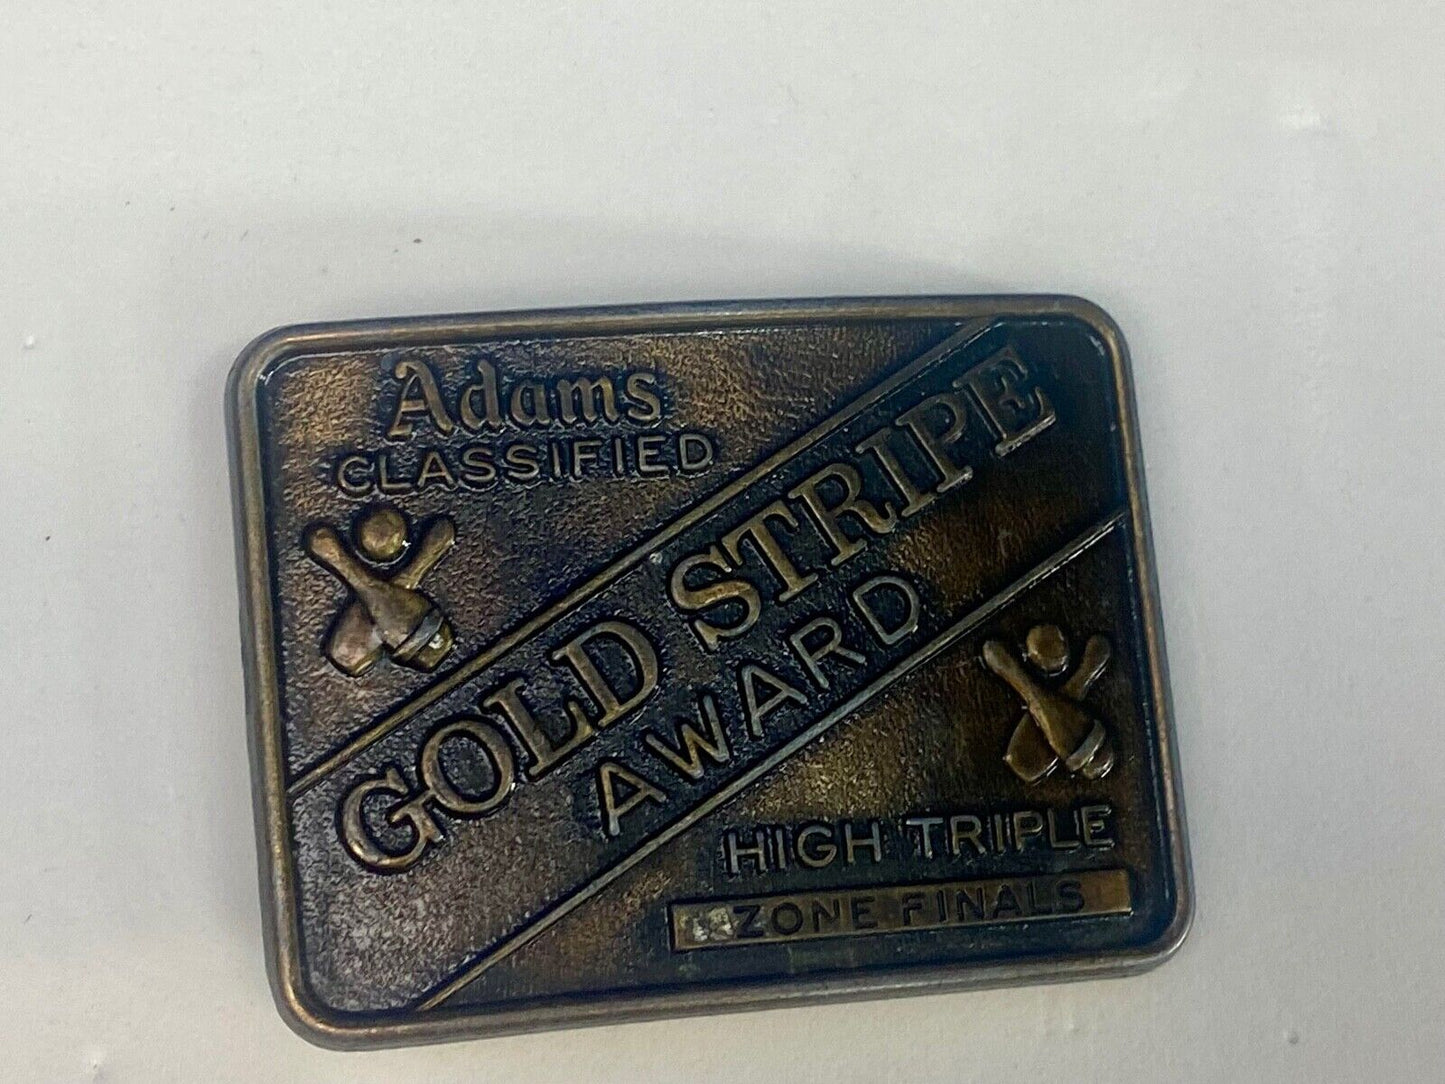 Adams
CLASSIFIED
GOLD STRIPE
AWARD
HIGH TRIPLE
ZONE FINALS